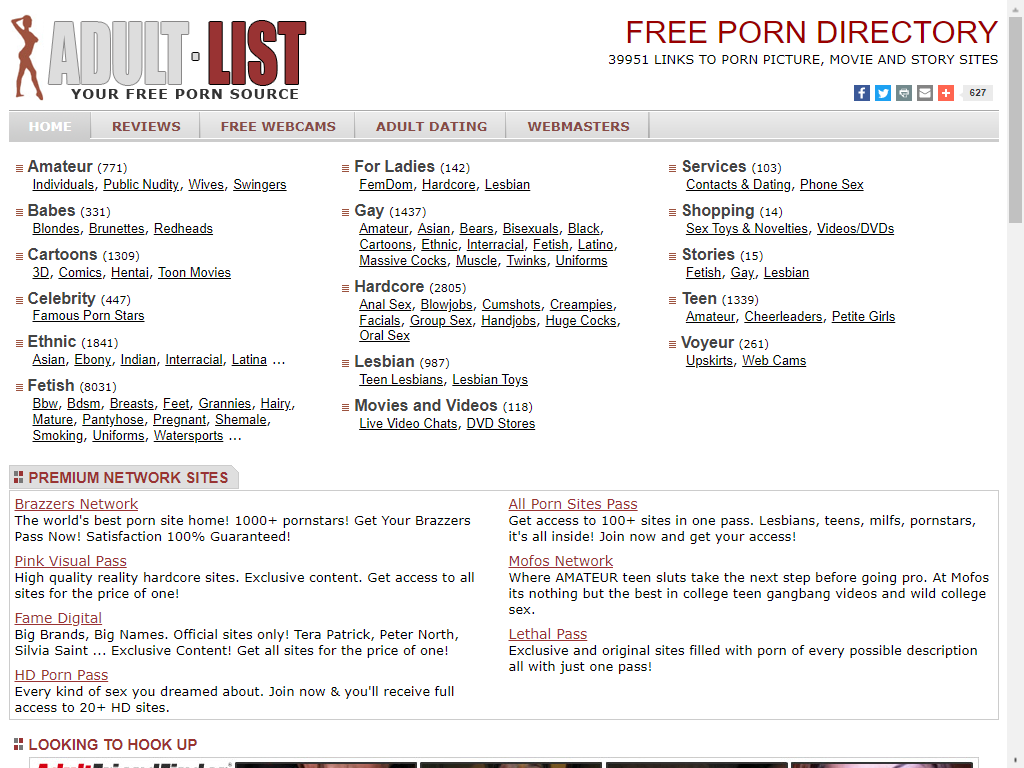 ADULT·LIST
YOUR FREE PORN SOURCE
FREE PORN DIRECTORY
39951 LINKS TO PORN PICTURE, MOVIE AND STORY SITES
627
HOME REVIEWS FREE WEBCAMS ADULT DATING WEBMASTERS
Amateur (771)
Individuals, Public Nudity, Wives, Swingers
Babes (331)
Blondes, Brunettes, Redheads
Cartoons (1309)
3D, Comics, Hentai, Toon Movies
Celebrity (447)
Famous Porn Stars
Ethnic (1841)
Asian, Ebony, Indian, Interracial, Latina ...
Fetish (8031)
Bbw, Bdsm, Breasts, Feet, Grannies, Hairy,
Mature, Pantyhose, Pregnant, Shemale,
Smoking, Uniforms, Watersports ...
For Ladies (142)
FemDom, Hardcore, Lesbian
Gay (1437)
Amateur, Asian, Bears, Bisexuals, Black,
Cartoons, Ethnic, Interracial, Fetish, Latino,
Massive Cocks, Muscle, Twinks, Uniforms
Hardcore (2805)
Anal Sex, Blowjobs, Cumshots, Creampies,
Facials, Group Sex, Handjobs, Huge Cocks,
Oral Sex
Lesbian (987)
Teen Lesbians, Lesbian Toys
Movies and Videos (118)
Live Video Chats, DVD Stores
Services (103)
Contacts & Dating, Phone Sex
Shopping (14)
Sex Toys & Novelties, Videos/DVDs
Stories (15)
Fetish, Gay, Lesbian
Teen (1339)
Amateur, Cheerleaders, Petite Girls
Voyeur (261)
Upskirts, Web Cams
PREMIUM NETWORK SITES
Brazzers Network
The world's best porn site home! 1000+ pornstars! Get Your Brazzers
Pass Now! Satisfaction 100% Guaranteed!
Pink Visual Pass
High quality reality hardcore sites. Exclusive content. Get access to all
sites for the price of one!
Fame Digital
Big Brands, Big Names. Official sites only! Tera Patrick, Peter North,
Silvia Saint ... Exclusive Content! Get all sites for the price of one!
HD Porn Pass
Every kind of sex you dreamed about. Join now & you'll receive full
access to 20+ HD sites.
All Porn Sites Pass
Get access to 100+ sites in one pass. Lesbians, teens, milfs, pornstars,
it's all inside! Join now and get your access!
Mofos Network
Where AMATEUR teen sluts take the next step before going pro. At Mofos
its nothing but the best in college teen gangbang videos and wild college
sex.
Lethal Pass
Exclusive and original sites filled with porn of every possible description
all with just one pass!
LOOKING TO HOOK UP